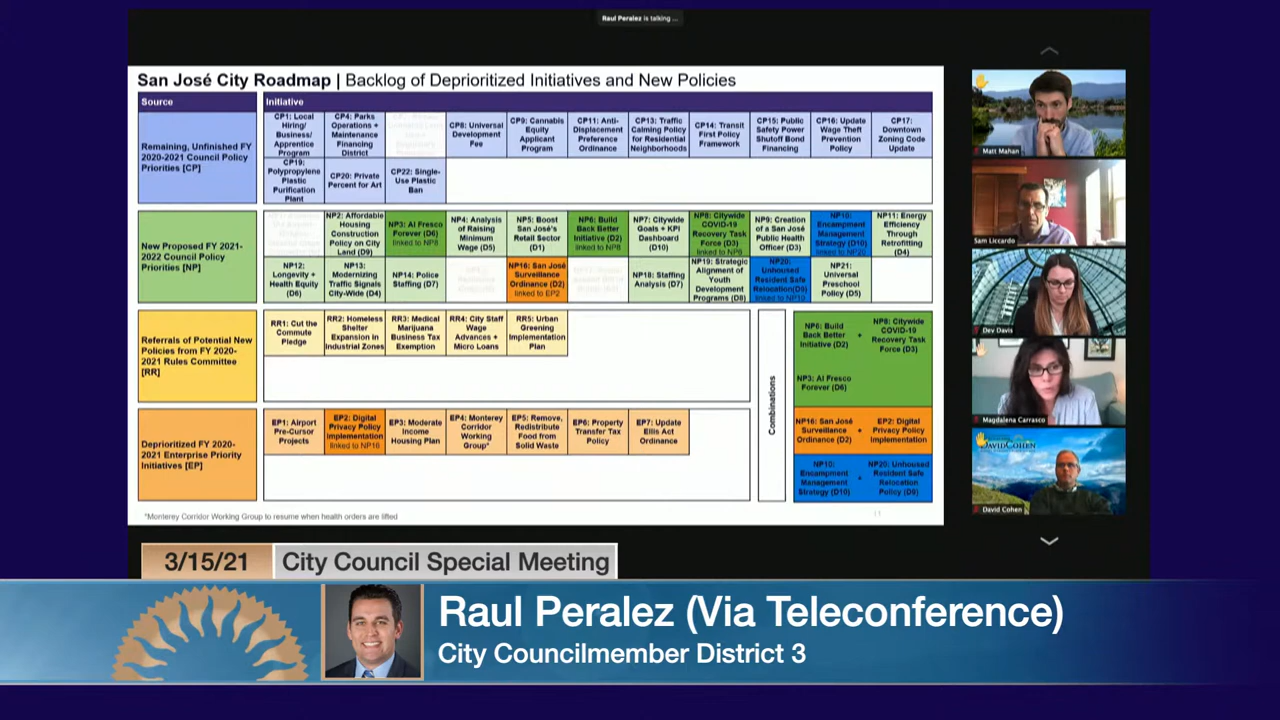 Raul Peralez is talking ...
San José City Roadmap | Backlog of Deprioritized Initiatives and New Policies
Source
Initiative
Remaining, Unfinished FY
2020-2021 Council Policy
Priorities [CP]
CP1: Local
Hiring/
Business/
Apprentice
Program
CP4: Parks
Operations +
Maintenance
Financing
District
CP8: Universal
Development
Fee
CP9: Cannabis
Equity
Applicant
Program
CP11: Anti-
Displacement
Preference
Ordinance
CP13: Traffic
Calming Policy
for Residential
Neighborhoods
CP14: Transit
First Policy
Framework
CP15: Public
Safety Power
Shutoff Bond
Financing
CP16: Update
Wage Theft
Prevention
Policy
CP17:
Downtown
Zoning Code
Update
CP19:
Polypropylene
Plastic
Purification
Plant
CP20: Private
Percent for Art
CP22: Single-
Use Plastic
Ban
New Proposed FY 2021-
2022 Council Policy
Priorities [NP]
NP2: Affordable
Housing
Construction
Policy on City
Land (D9)
NP3: Al Fresco
Forever (D6)
linked to NP8
NP4: Analysis
of Raising
Minimum
Wage (D5)
NP5: Boost
San José's
Retail Sector
(D1)
NP6: Build
Back Better
Initiative (D2)
linked to NP8
NP7: Citywide
Goals + KPI
Dashboard
(D10)
NP8: Citywide
COVID-19
Recovery Task
Force (D3)
linked to NP6
NP9: Creation
of a San José
Public Health
Officer (D3)
NP10:
Encampment
Management
Strategy (D10)
linked to NP20
NP11: Energy
Efficiency
Through
Retrofitting
(D4)
NP12:
Longevity +
Health Equity
(D6)
NP13:
Modernizing
Traffic Signals
City-Wide (D4)
NP14: Police
Staffing (D7)
NP16: San José
Surveillance
Ordinance (D2)
linked to EP2
NP18: Staffing
Analysis (D7)
NP19: Strategic
Alignment of
Youth
Development
Programs (D8)
NP20:
Unhoused
Resident Safe
Relocation(D9)
linked to NP10
NP21:
Universal
Preschool
Policy (D5)
Referrals of Potential New
Policies from FY 2020-
2021 Rules Committee
[RR]
RR1: Cut the
Commute
Pledge
RR2: Homeless
Shelter
Expansion in
Industrial Zones
RR3: Medical
Marijuana
Business Tax
Exemption
RR4: City Staff
Wage
Advances +
Micro Loans
RR5: Urban
Greening
Implementation
Plan
Deprioritized FY 2020-
2021 Enterprise Priority
Initiatives [EP]
EP1: Airport
Pre-Cursor
Projects
EP2: Digital
Privacy Policy
Implementation
linked to NP16
EP3: Moderate
Income
Housing Plan
EP4: Monterey
Corridor
Working
Group*
EP5: Remove,
Redistribute
Food from
Solid Waste
EP6: Property
Transfer Tax
Policy
EP7: Update
Ellis Act
Ordinance
Combinations
NP6: Build
Back Better
Initiative (D2)
+
NP8: Citywide
COVID-19
Recovery Task
Force (D3)
NP3: Al Fresco
Forever (D6)
NP16: San José
Surveillance
Ordinance (D2)
+
EP2: Digital
Privacy Policy
Implementation
NP10:
Encampment
Management
Strategy (D10)
+
NP20: Unhoused
Resident Safe
Relocation
Policy (D9)
*Monterey Corridor Working Group to resume when health orders are lifted
Matt Mahan
Sam Liccardo
Dev Davis
Magdalena Carrasco
DAVID COHEN
David Cohen
3/15/21
City Council Special Meeting
Raul Peralez (Via Teleconference)
City Councilmember District 3